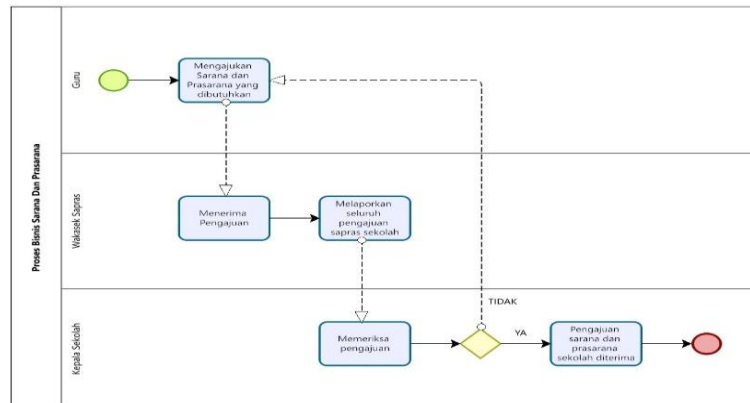 Proses Bisnis Sarana Dan Prasarana
Guru
Mengajukan
Sarana dan
Prasarana yang
dibutuhkan
Wakasek Sapras
Menerima
Pengajuan
Melaporkan
seluruh
pengajuan
sapras sekolah
Kepala Sekolah
Memeriksa
pengajuan
TIDAK
YA
Pengajuan
sarana dan
prasarana
sekolah diterima